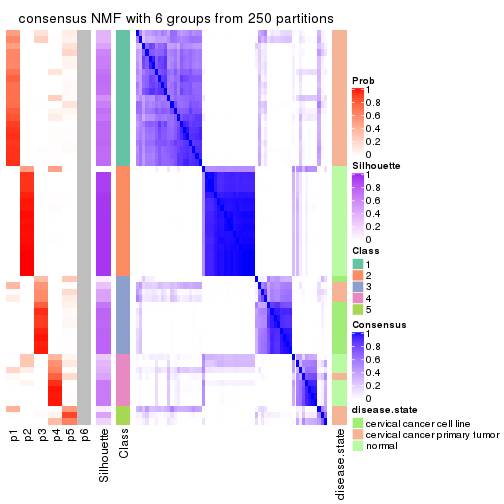 consensus NMF with 6 groups from 250 partitions
Prob
1
0.8
0.6
0.4
0.2
0
Silhouette
1
0.8
0.6
0.4
0.2
0
Class
1
2
3
4
5
Consensus
1
0.8
0.6
0.4
0.2
0
disease.state
cervical cancer cell line
cervical cancer primary tumor
normal
p1
p2
p3
p4
p5
p6
Silhouette
Class
disease.state